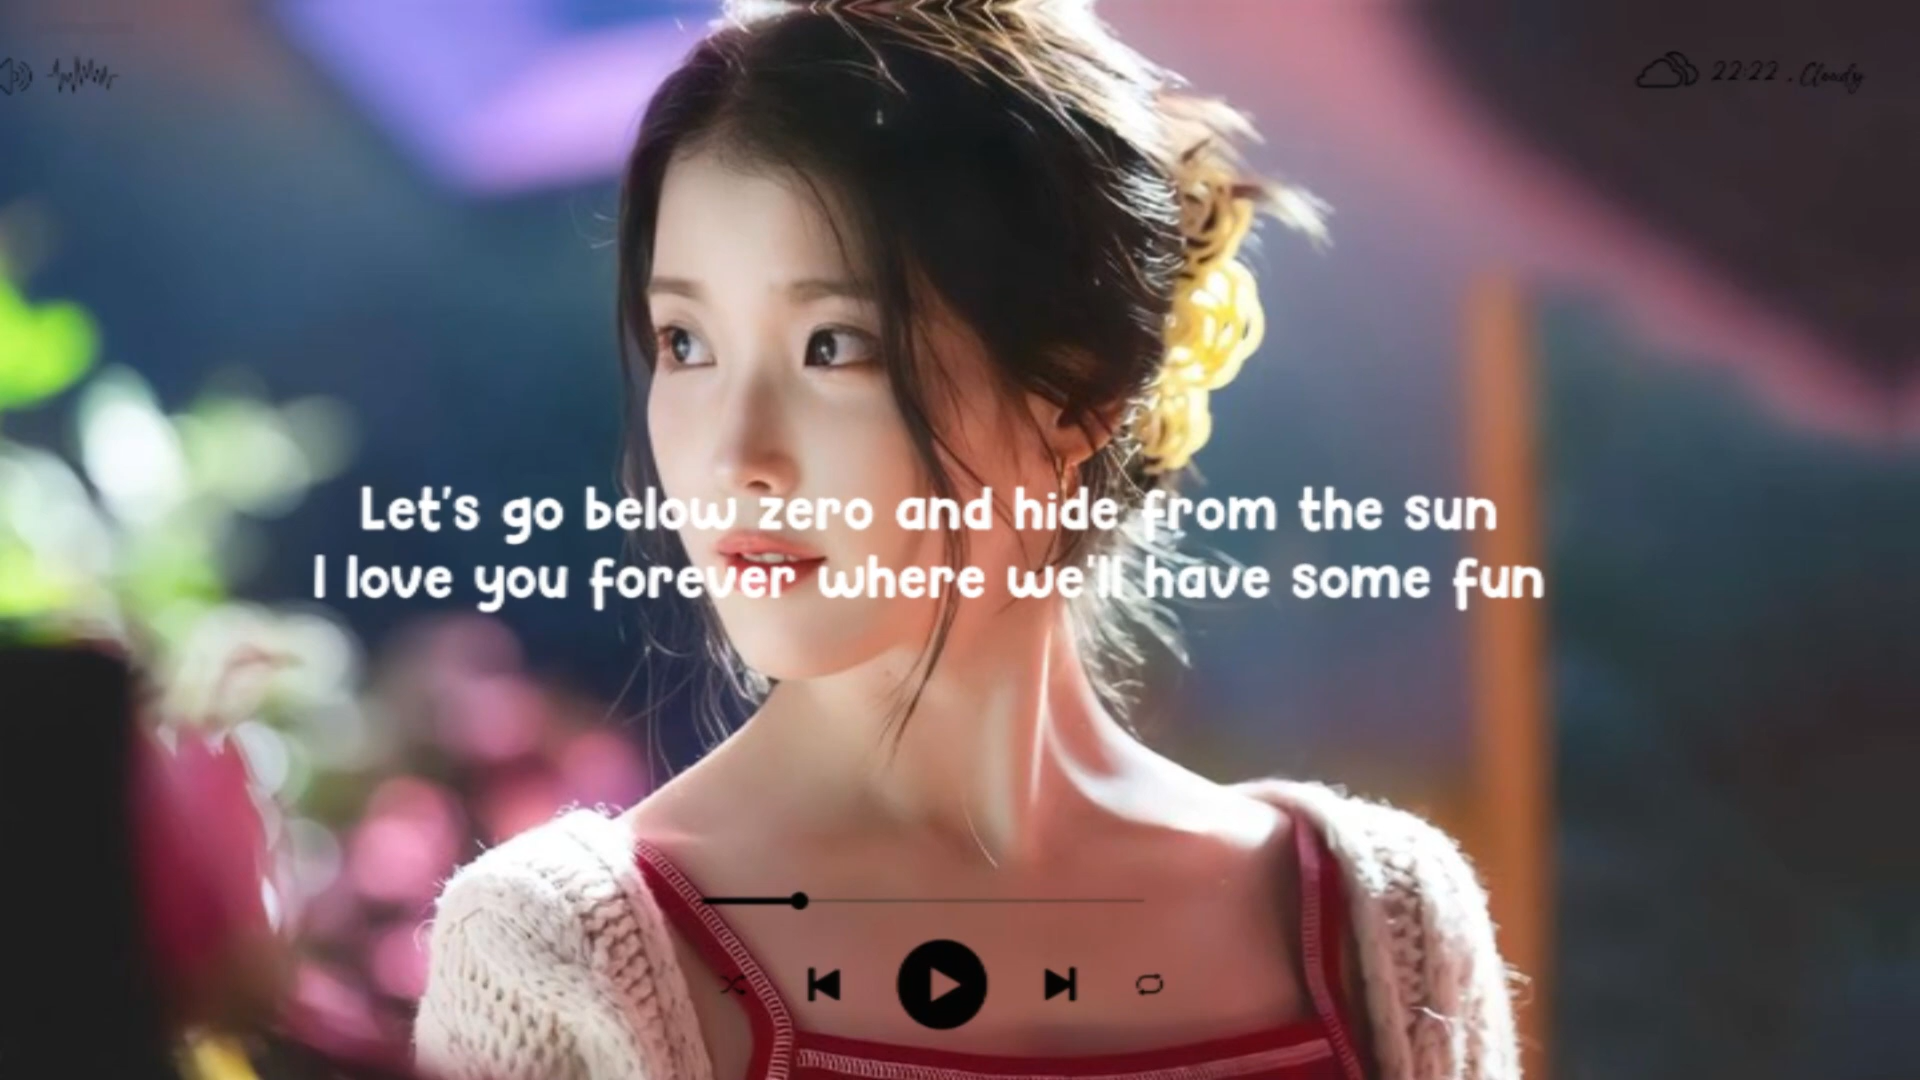 22:22 . Cloudy
Let's go below zero and hide from the sun
I love you forever where we'll have some fun